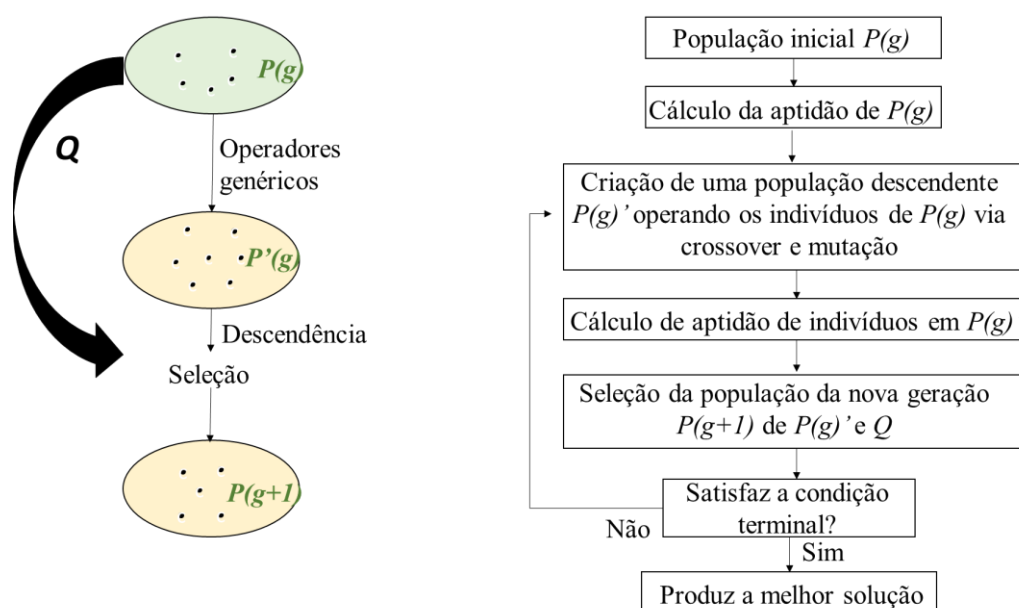 P(g)
Q
Operadores
genéricos
P’(g)
Descendência
Seleção
P(g+1)
População inicial P(g)
Cálculo da aptidão de P(g)
Criação de uma população descendente
P(g)’ operando os indivíduos de P(g) via
crossover e mutação
Cálculo de aptidão de indivíduos em P(g)
Seleção da população da nova geração
P(g+1) de P(g)’ e Q
Satisfaz a condição
terminal?
Não
Sim
Produz a melhor solução